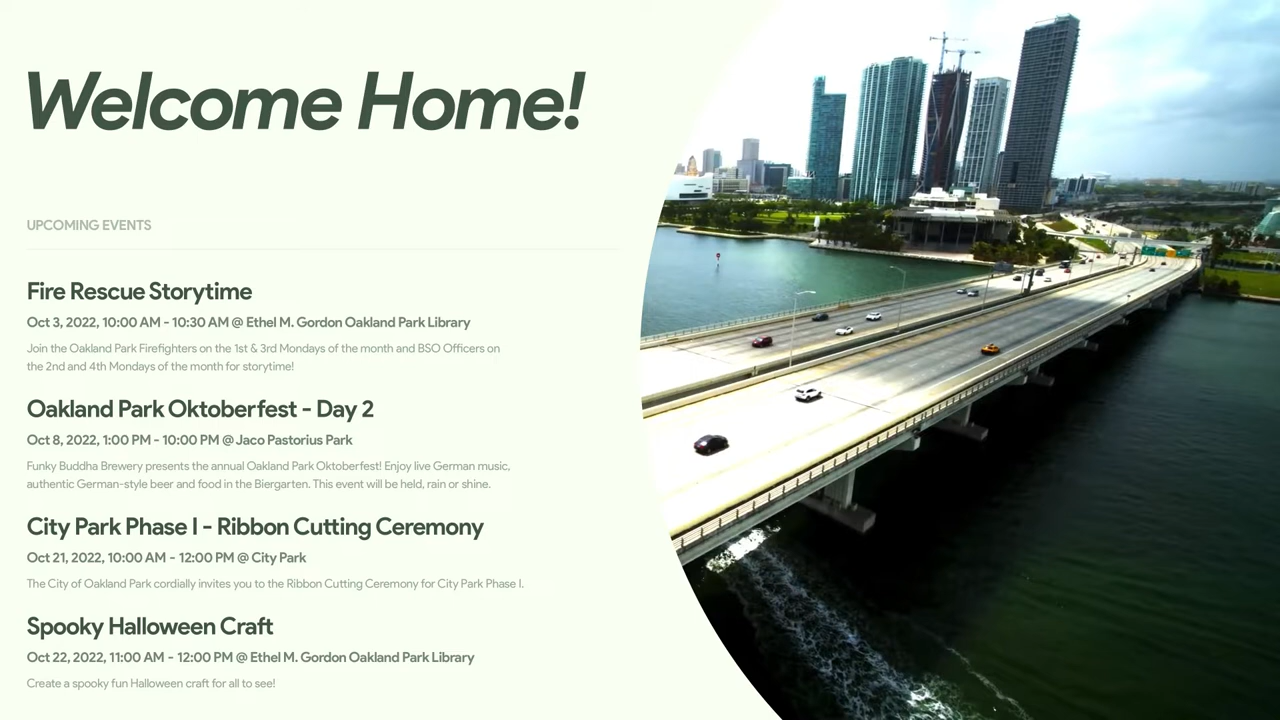 Welcome Home!
UPCOMING EVENTS
Fire Rescue Storytime
Oct 3, 2022, 10:00 AM - 10:30 AM @ Ethel M. Gordon Oakland Park Library
Join the Oakland Park Firefighters on the 1st & 3rd Mondays of the month and BSO Officers on
the 2nd and 4th Mondays of the month for storytime!
Oakland Park Oktoberfest - Day 2
Oct 8, 2022, 1:00 PM - 10:00 PM @ Jaco Pastorius Park
Funky Buddha Brewery presents the annual Oakland Park Oktoberfest! Enjoy live German music,
authentic German-style beer and food in the Biergarten. This event will be held, rain or shine.
City Park Phase I - Ribbon Cutting Ceremony
Oct 21, 2022, 10:00 AM - 12:00 PM @ City Park
The City of Oakland Park cordially invites you to the Ribbon Cutting Ceremony for City Park Phase I.
Spooky Halloween Craft
Oct 22, 2022, 11:00 AM - 12:00 PM @ Ethel M. Gordon Oakland Park Library
Create a spooky fun Halloween craft for all to see!